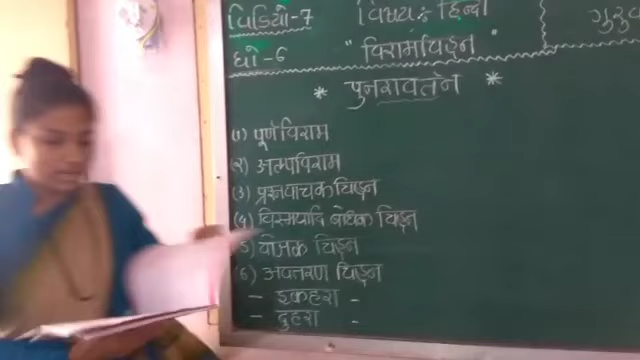 विडियो-7 विषय: हिन्दी गुरु
धो-6 "विरामचिह्न"
* पुनरावर्तन *
(1) पूर्णविराम
(2) अल्पविराम
(3) प्रश्नवाचक चिह्न
(4) विस्मयादि बोधक चिह्न
(5) योजक चिह्न
(6) अवतरण चिह्न
- इकहरा -
- दुहरा -